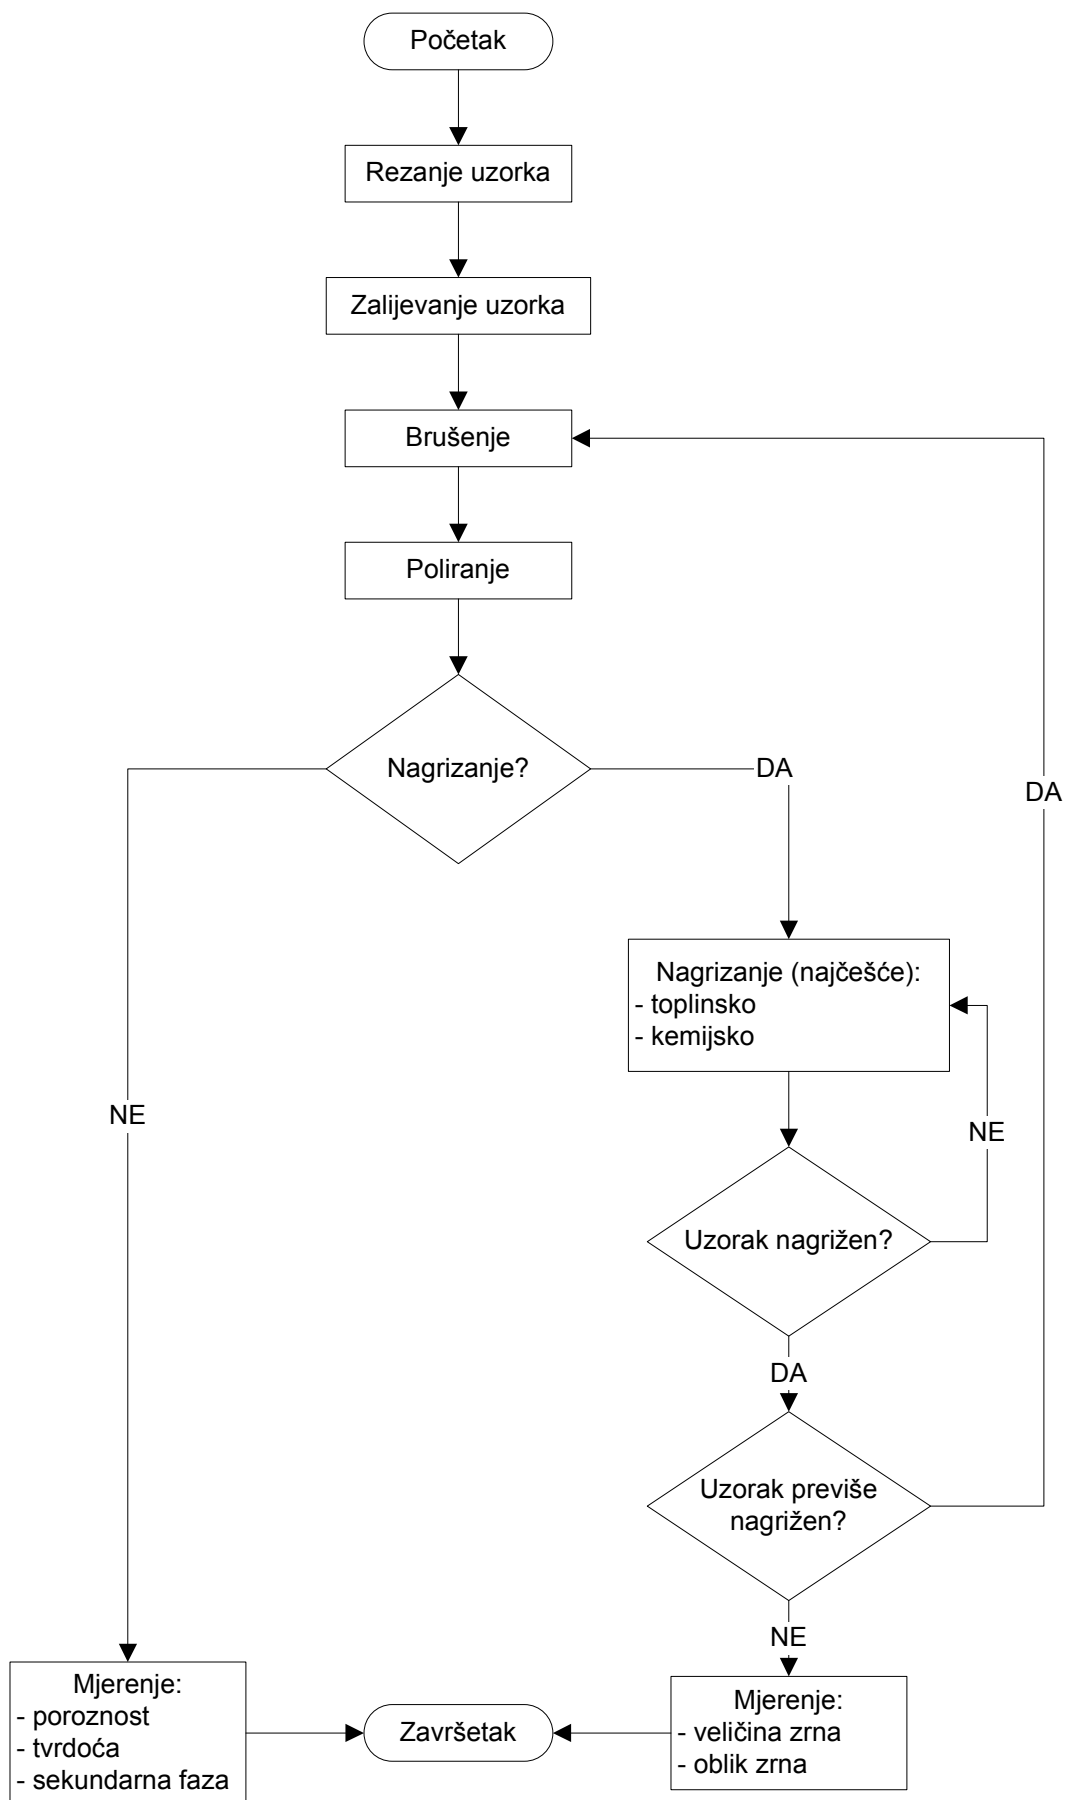 Početak
Rezanje uzorka
Zalijevanje uzorka
Brušenje
Poliranje
Nagrizanje?
DA
DA
Nagrizanje (najčešće):
- toplinsko
- kemijsko
NE
NE
Uzorak nagrižen?
DA
Uzorak previše
nagrižen?
NE
Mjerenje:
- poroznost
- tvrdoća
- sekundarna faza
Završetak
Mjerenje:
- veličina zrna
- oblik zrna